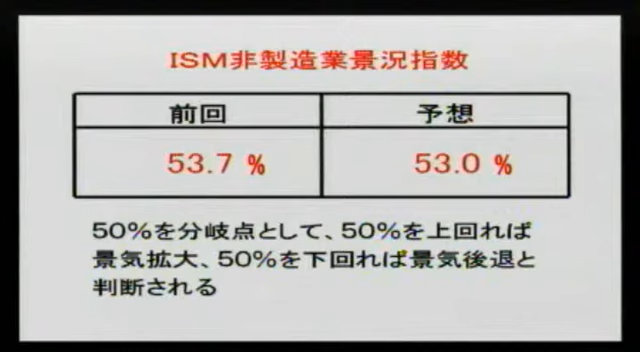 ISM非製造業景況指数
前回 予想
53.7 % 53.0 %
50%を分岐点として、50%を上回れば
景気拡大、50%を下回れば景気後退と
判断される